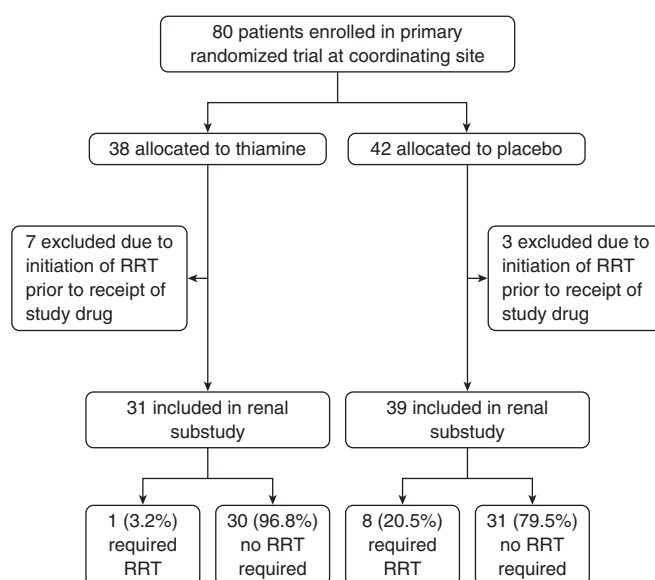 80 patients enrolled in primary
randomized trial at coordinating site
38 allocated to thiamine
42 allocated to placebo
7 excluded due to
initiation of RRT
prior to receipt of
study drug
3 excluded due to
initiation of RRT
prior to receipt of
study drug
31 included in renal
substudy
39 included in renal
substudy
1 (3.2%)
required
RRT
30 (96.8%)
no RRT
required
8 (20.5%)
required
RRT
31 (79.5%)
no RRT
required